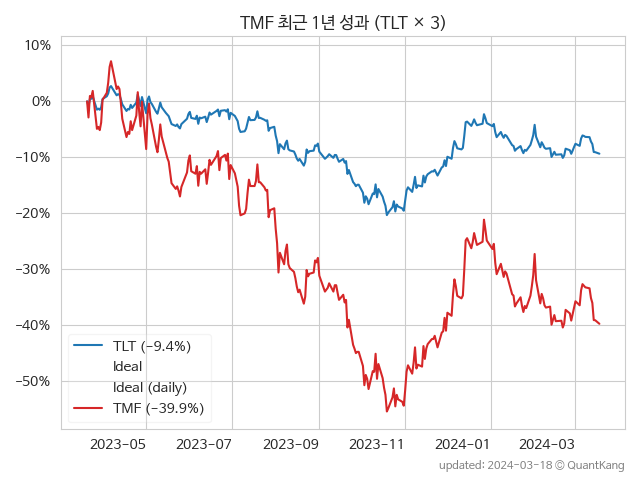 TMF 최근 1년 성과 (TLT × 3)
10%
0%
−10%
−20%
−30%
−40%
−50%
TLT (−9.4%)
Ideal
Ideal (daily)
TMF (−39.9%)
2023−05
2023−07
2023−09
2023−11
2024−01
2024−03
updated: 2024−03−18 © QuantKang